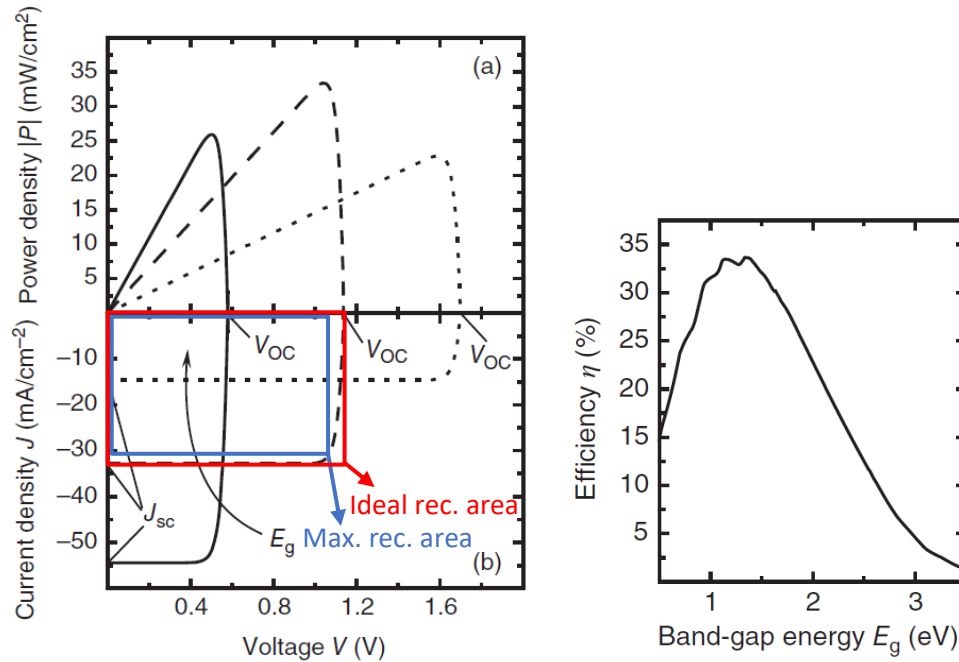 Power density |P| (mW/cm²)
35
30
25
20
15
10
5
(a)
V_OC
V_OC
V_OC
Current density J (mA/cm⁻²)
−10
−20
−30
−40
−50
J_sc
E_g
Ideal rec. area
Max. rec. area
(b)
0.4
0.8
1.2
1.6
Voltage V (V)
Efficiency η (%)
35
30
25
20
15
10
5
1
2
3
Band-gap energy E_g (eV)